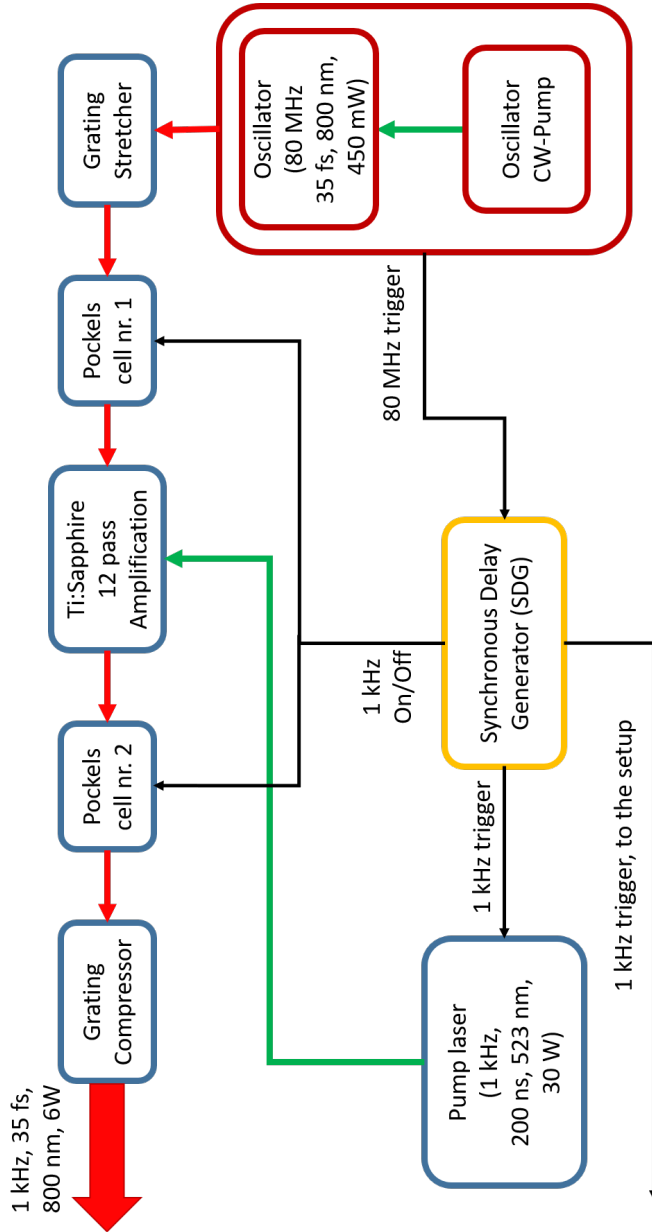 1 kHz, 35 fs,
800 nm, 6W
Grating
Compressor
Pockels
cell nr. 2
Ti:Sapphire
12 pass
Amplification
Pockels
cell nr. 1
Grating
Stretcher
Oscillator
(80 MHz
35 fs, 800 nm,
450 mW)
Oscillator
CW-Pump
80 MHz trigger
1 kHz
On/Off
Synchronous Delay
Generator (SDG)
1 kHz trigger
Pump laser
(1 kHz,
200 ns, 523 nm,
30 W)
1 kHz trigger, to the setup